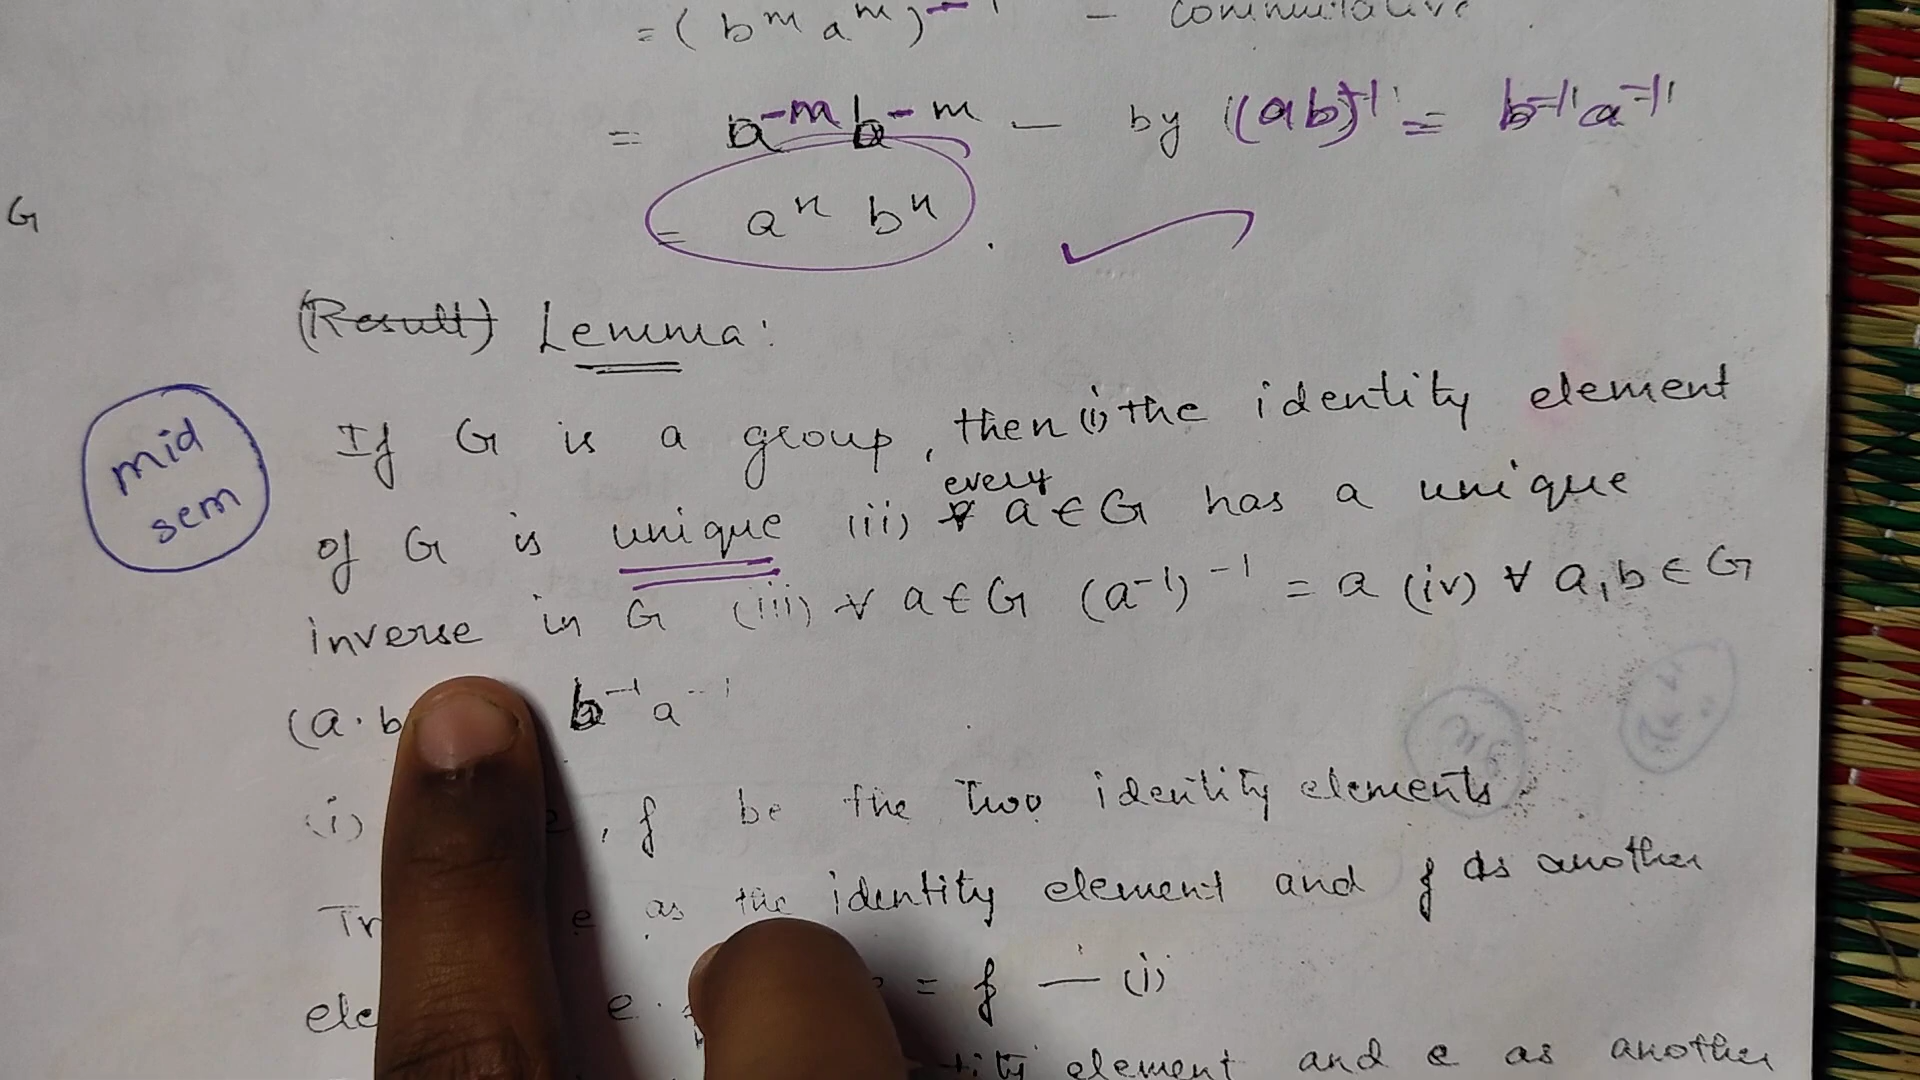 = (b^m a^m)^-1 - commutative
= a^-m b^-m — by ((ab)^-1 = b^-1 a^-1
G
= a^n b^n .
(Result) Lemma:
mid sem
If G is a group, then (i) the identity element
of G is unique (ii) every a ∈ G has a unique
inverse in G (iii) ∀ a ∈ G (a^-1)^-1 = a (iv) ∀ a, b ∈ G
(a·b b^-1 a^-1
(i) e, f be the two identity elements.
e as the identity element and f as another
e · = f — (i)
element and e as another